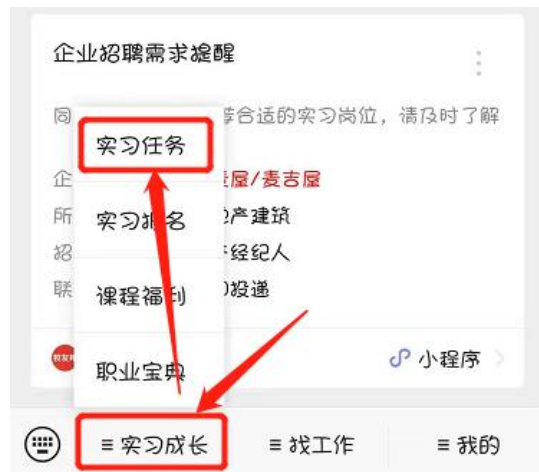 企业招聘需求提醒
同
荐合适的实习岗位，请及时了解
实习任务
企
屋/麦吉屋
所
实习报名
产建筑
招
经纪人
联
课程福利
投递
职业宝典
小程序
≡ 实习成长
≡ 找工作
≡ 我的